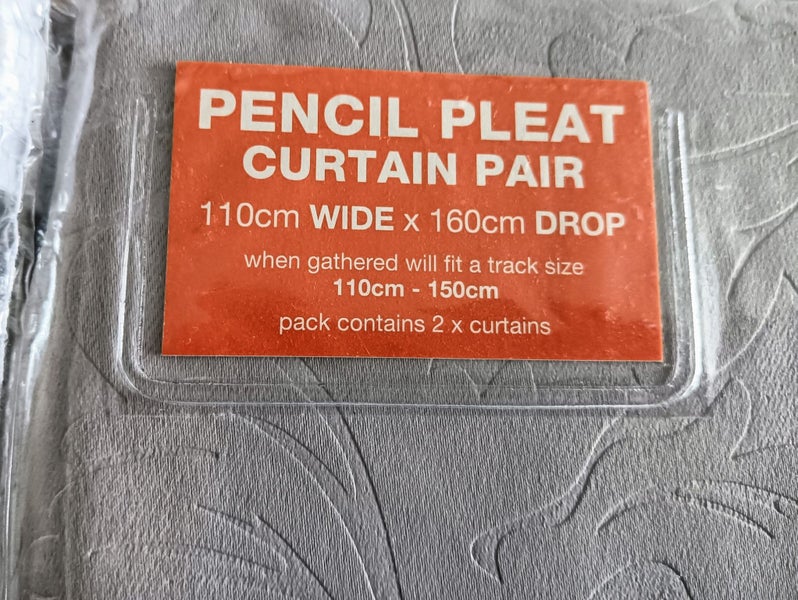 PENCIL PLEAT
CURTAIN PAIR
110cm WIDE x 160cm DROP
when gathered will fit a track size
110cm - 150cm
pack contains 2 x curtains